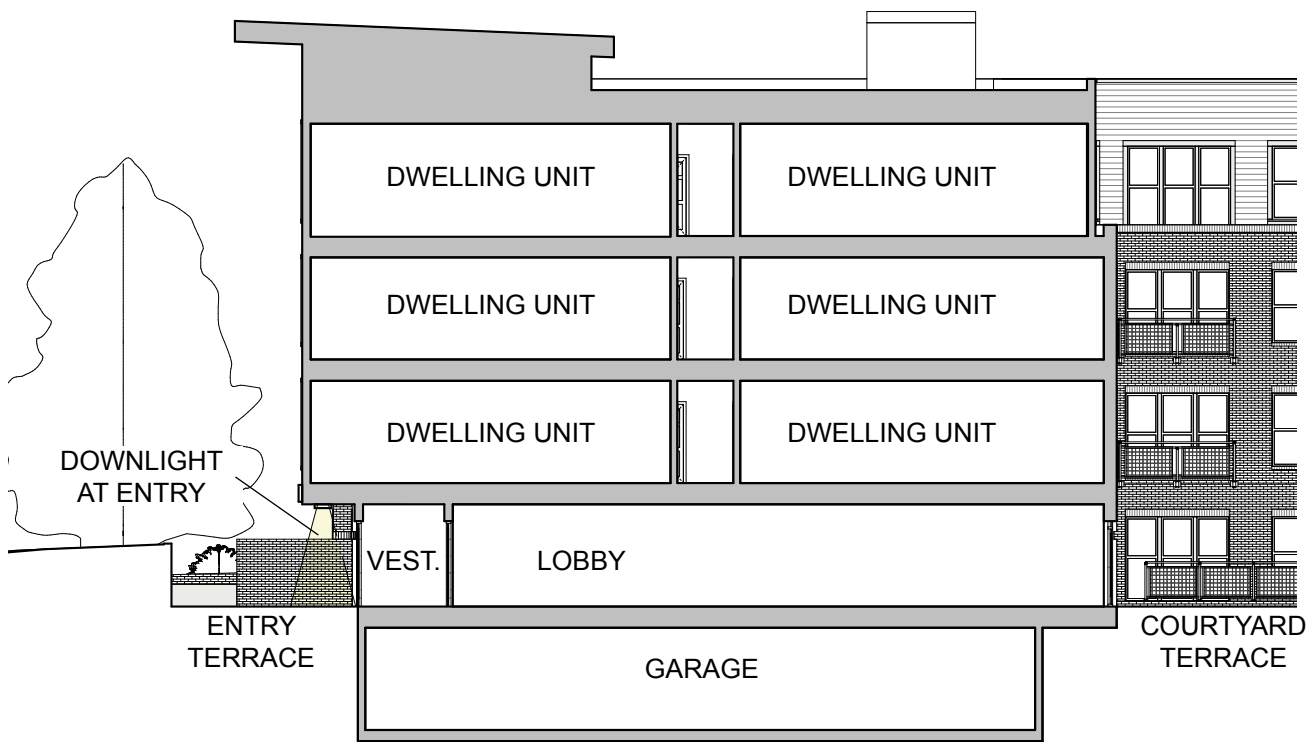 DWELLING UNIT
DWELLING UNIT
DWELLING UNIT
DWELLING UNIT
DWELLING UNIT
DWELLING UNIT
DOWNLIGHT
AT ENTRY
VEST.
LOBBY
ENTRY
TERRACE
GARAGE
COURTYARD
TERRACE